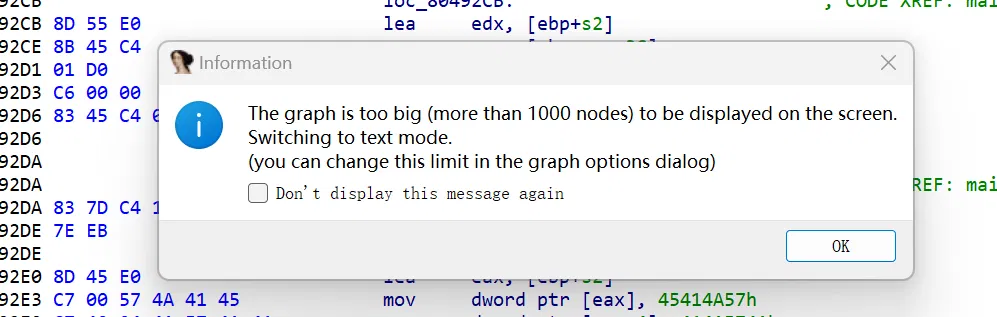 92CB loc_80492CB: ; CODE XREF: mai
92CB 8D 55 E0 lea edx, [ebp+s2]
92CE 8B 45 C4
Information
92D1 01 D0
92D3 C6 00 00
The graph is too big (more than 1000 nodes) to be displayed on the screen.
92D6 83 45 C4
Switching to text mode.
92D6
92DA
(you can change this limit in the graph options dialog)
92DA REF: mai
Don't display this message again
92DA 83 7D C4 1
92DE 7E EB
92DE
OK
92E0 8D 45 E0 lea edx, [ebp+s2]
92E3 C7 00 57 4A 41 45 mov dword ptr [eax], 45414A57h